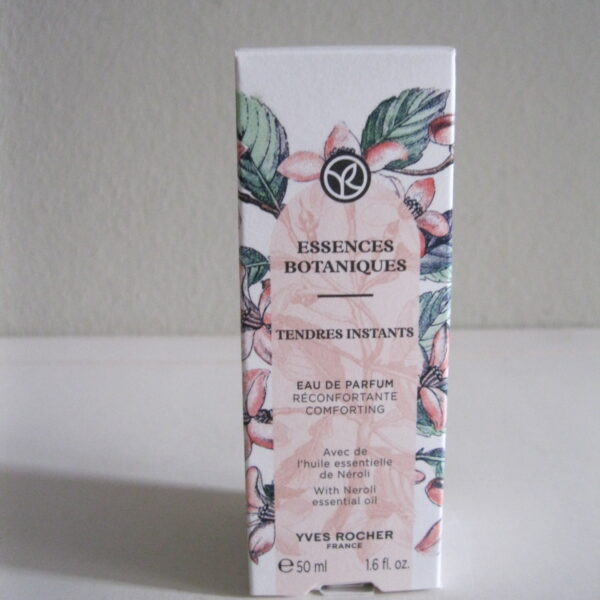 ESSENCES
BOTANIQUES
TENDRES INSTANTS
EAU DE PARFUM
RÉCONFORTANTE
COMFORTING
Avec de
l'huile essentielle
de Néroli
With Neroli
essential oil
YVES ROCHER
FRANCE
℮50 ml 1.6 fl. oz.